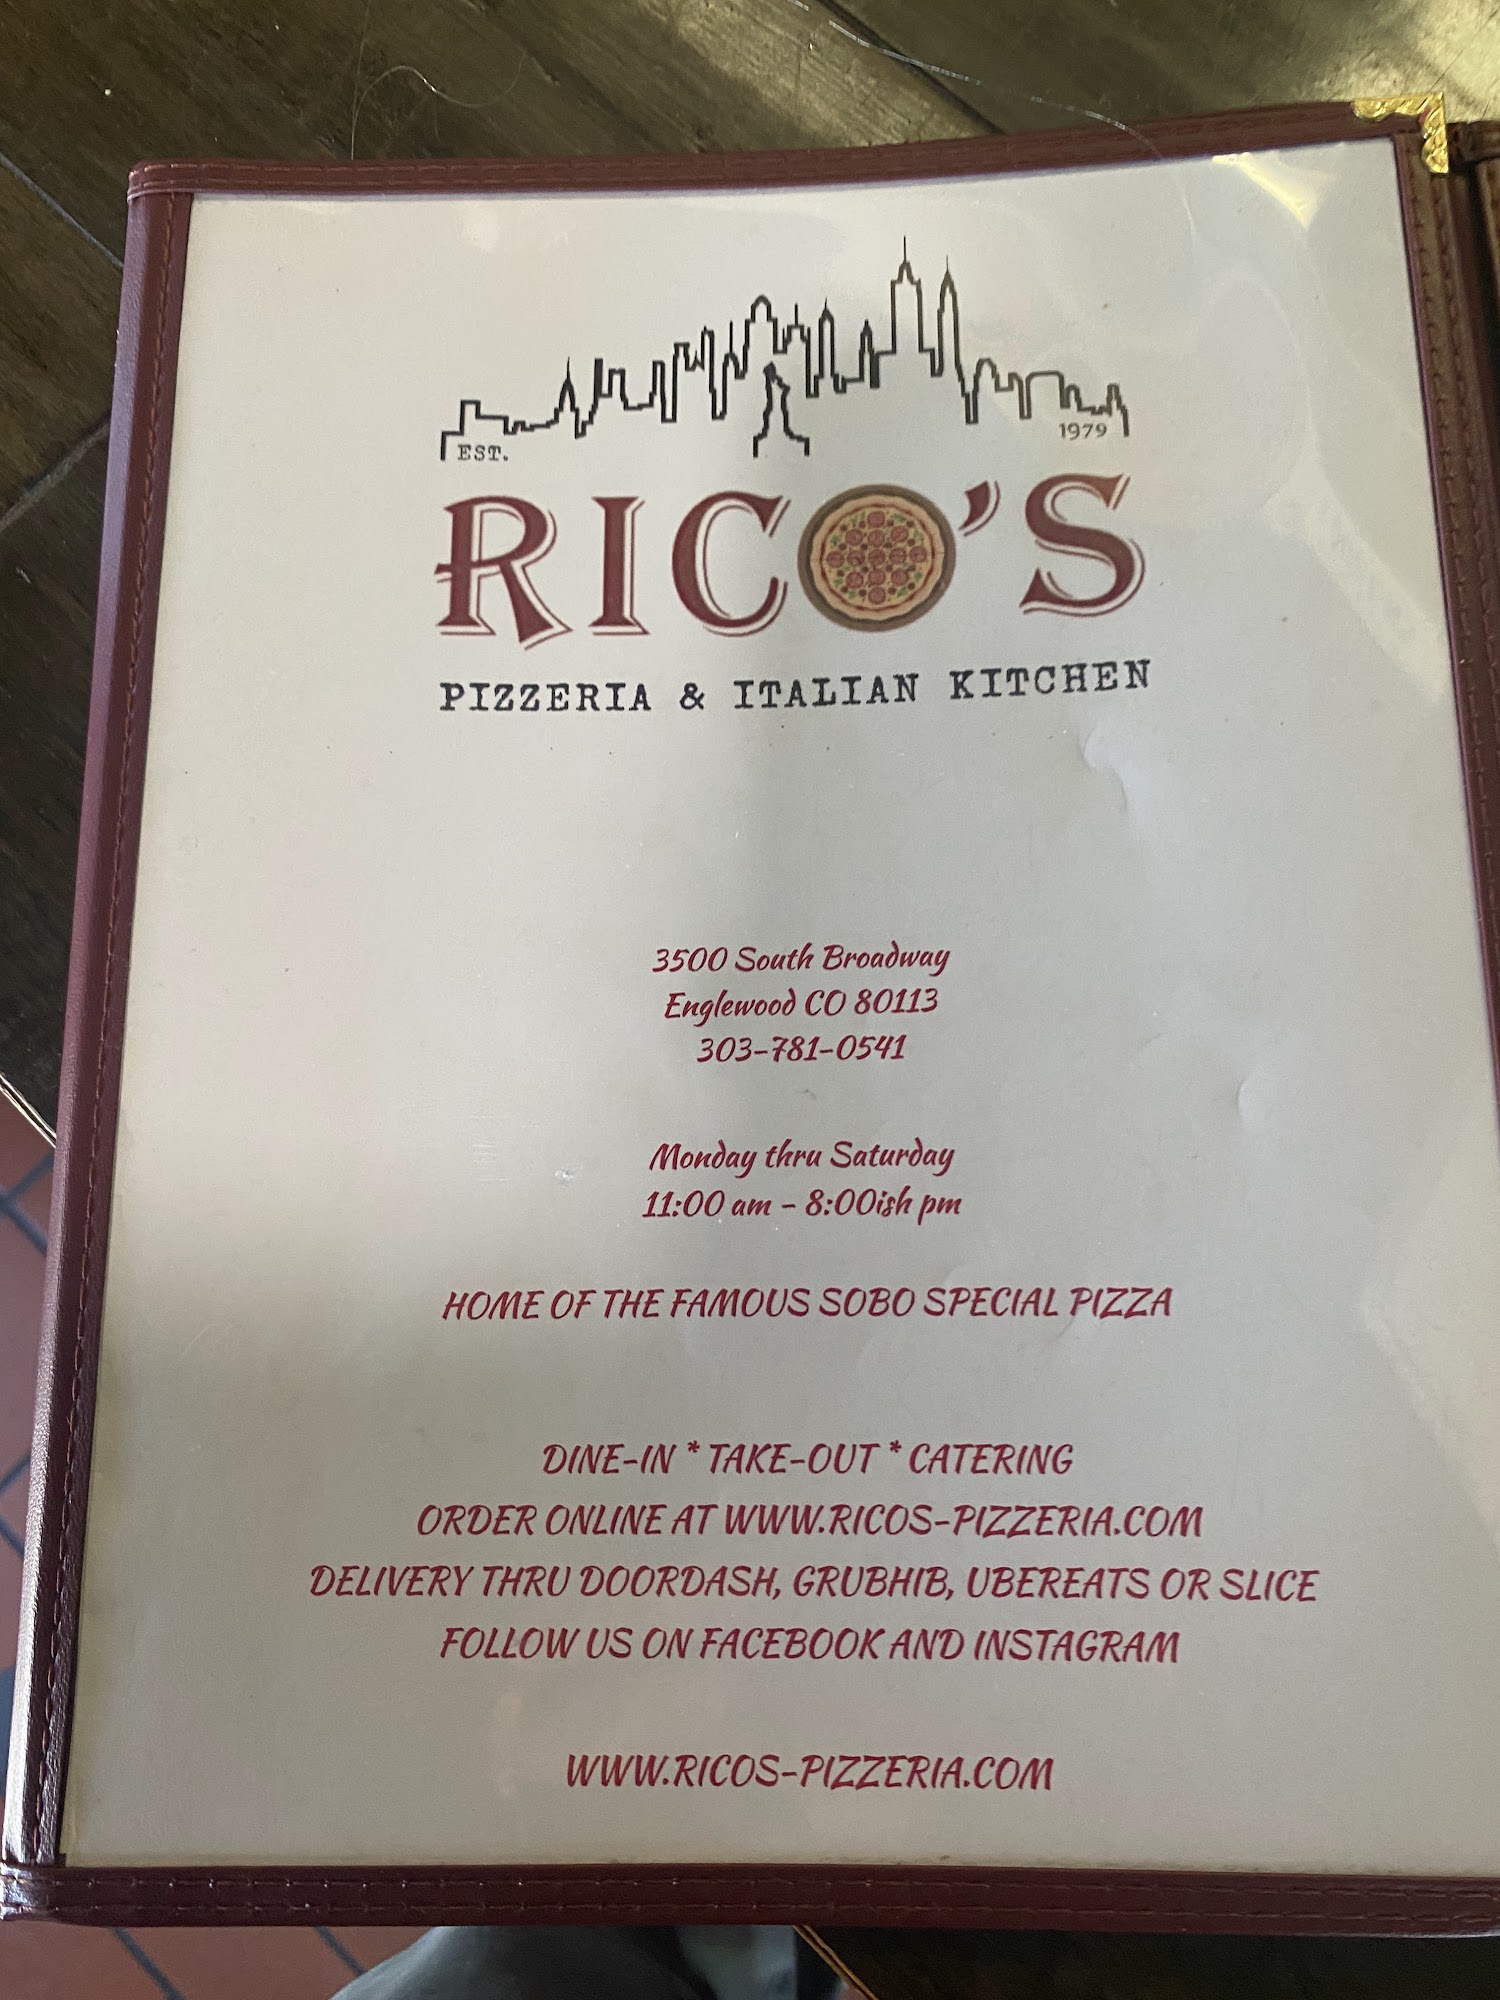 EST. 1979
RICO'S
PIZZERIA & ITALIAN KITCHEN
3500 South Broadway
Englewood CO 80113
303-781-0541
Monday thru Saturday
11:00 am - 8:00ish pm
HOME OF THE FAMOUS SOBO SPECIAL PIZZA
DINE-IN * TAKE-OUT * CATERING
ORDER ONLINE AT WWW.RICOS-PIZZERIA.COM
DELIVERY THRU DOORDASH, GRUBHIB, UBEREATS OR SLICE
FOLLOW US ON FACEBOOK AND INSTAGRAM
WWW.RICOS-PIZZERIA.COM